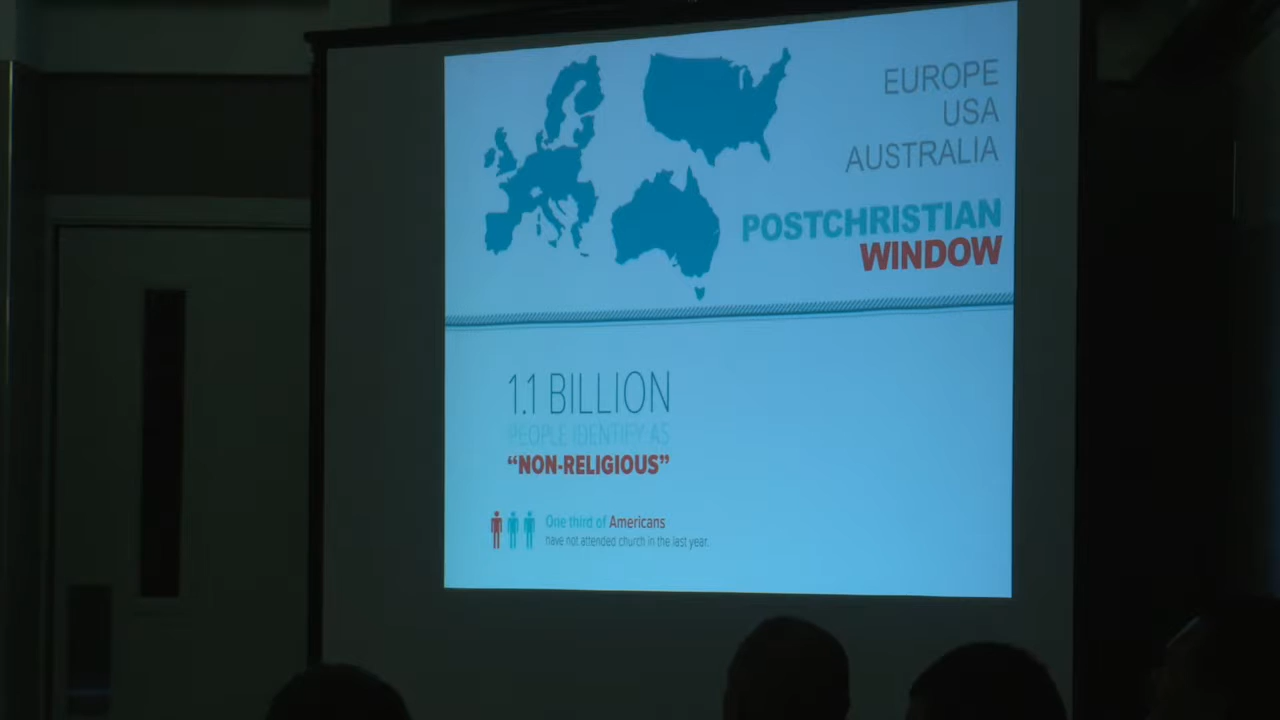 EUROPE
USA
AUSTRALIA
POSTCHRISTIAN
WINDOW
1.1 BILLION
PEOPLE IDENTIFY AS
“NON-RELIGIOUS”
One third of Americans
have not attended church in the last year.